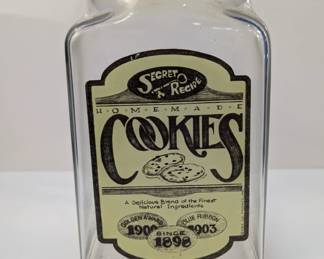 SECRET
RECIPE
HOMEMADE
COOKIES
A Delicious Blend of the Finest
Natural Ingredients
GOLDEN AWARD
1900
BLUE RIBBON
1903
SINCE
1898